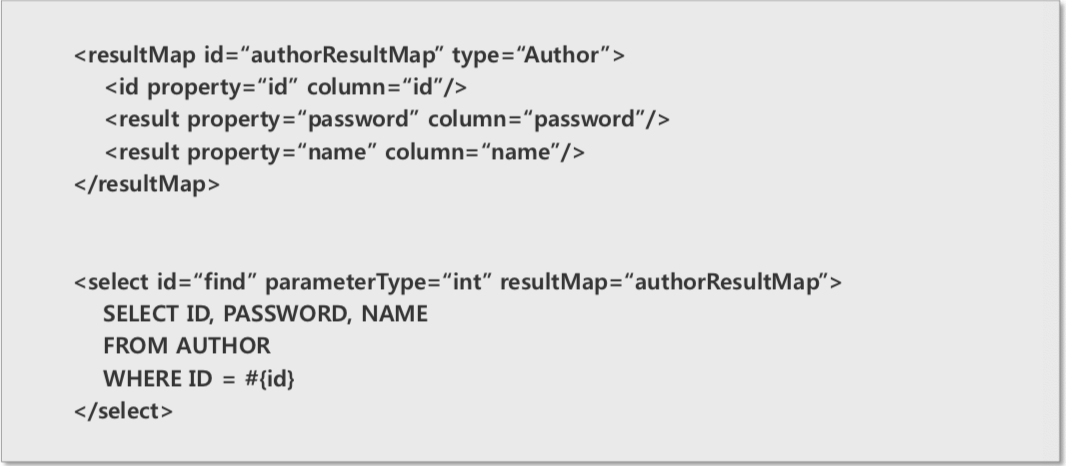 <resultMap id=“authorResultMap” type=“Author”>
<id property=“id” column=“id”/>
<result property=“password” column=“password”/>
<result property=“name” column=“name”/>
</resultMap>
<select id=“find” parameterType=“int” resultMap=“authorResultMap”>
SELECT ID, PASSWORD, NAME
FROM AUTHOR
WHERE ID = #{id}
</select>